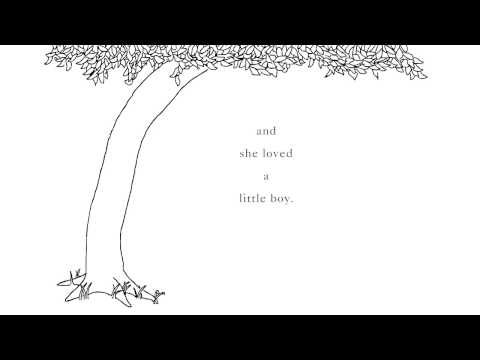 and
she loved
a
little boy.